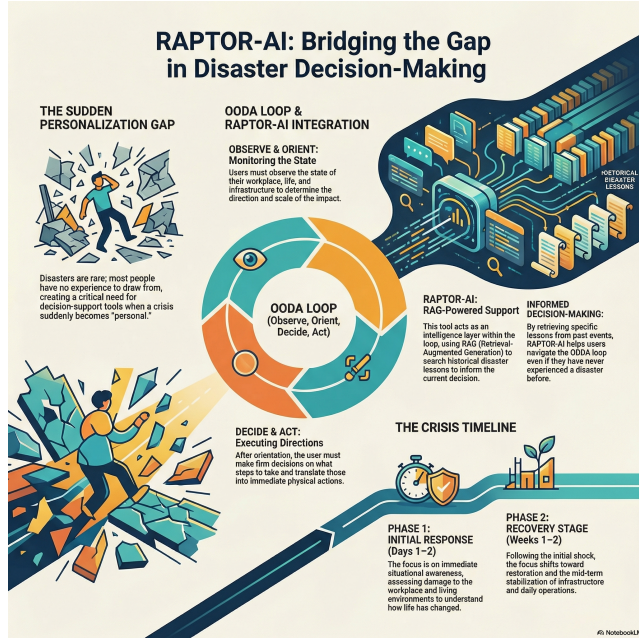 RAPTOR-AI: Bridging the Gap
in Disaster Decision-Making
THE SUDDEN
PERSONALIZATION GAP
Disasters are rare; most people
have no experience to draw from,
creating a critical need for
decision-support tools when a crisis
suddenly becomes "personal."
OODA LOOP &
RAPTOR-AI INTEGRATION
OBSERVE & ORIENT:
Monitoring the State
Users must observe the state of
their workplace, life, and
infrastructure to determine the
direction and scale of the impact.
OODA LOOP
(Observe, Orient,
Decide, Act)
LESSONS
RAPTOR-AI:
RAG-Powered Support
This tool acts as an
intelligence layer within the
loop, using RAG (Retrieval-
Augmented Generation) to
search historical disaster
lessons to inform the
current decision.
INFORMED
DECISION-MAKING:
By retrieving specific
lessons from past events,
RAPTOR-AI helps users
navigate the OODA loop
even if they have never
experienced a disaster
before.
DECIDE & ACT:
Executing Directions
After orientation, the user must
make firm decisions on what
steps to take and translate those
into immediate physical actions.
THE CRISIS TIMELINE
PHASE 1:
INITIAL RESPONSE
(Days 1–2)
The focus is on immediate
situational awareness,
assessing damage to the
workplace and living
environments to understand
how life has changed.
PHASE 2:
RECOVERY STAGE
(Weeks 1–2)
Following the initial shock,
the focus shifts toward
restoration and the mid-term
stabilization of infrastructore
and daily operations.
NotebookLM